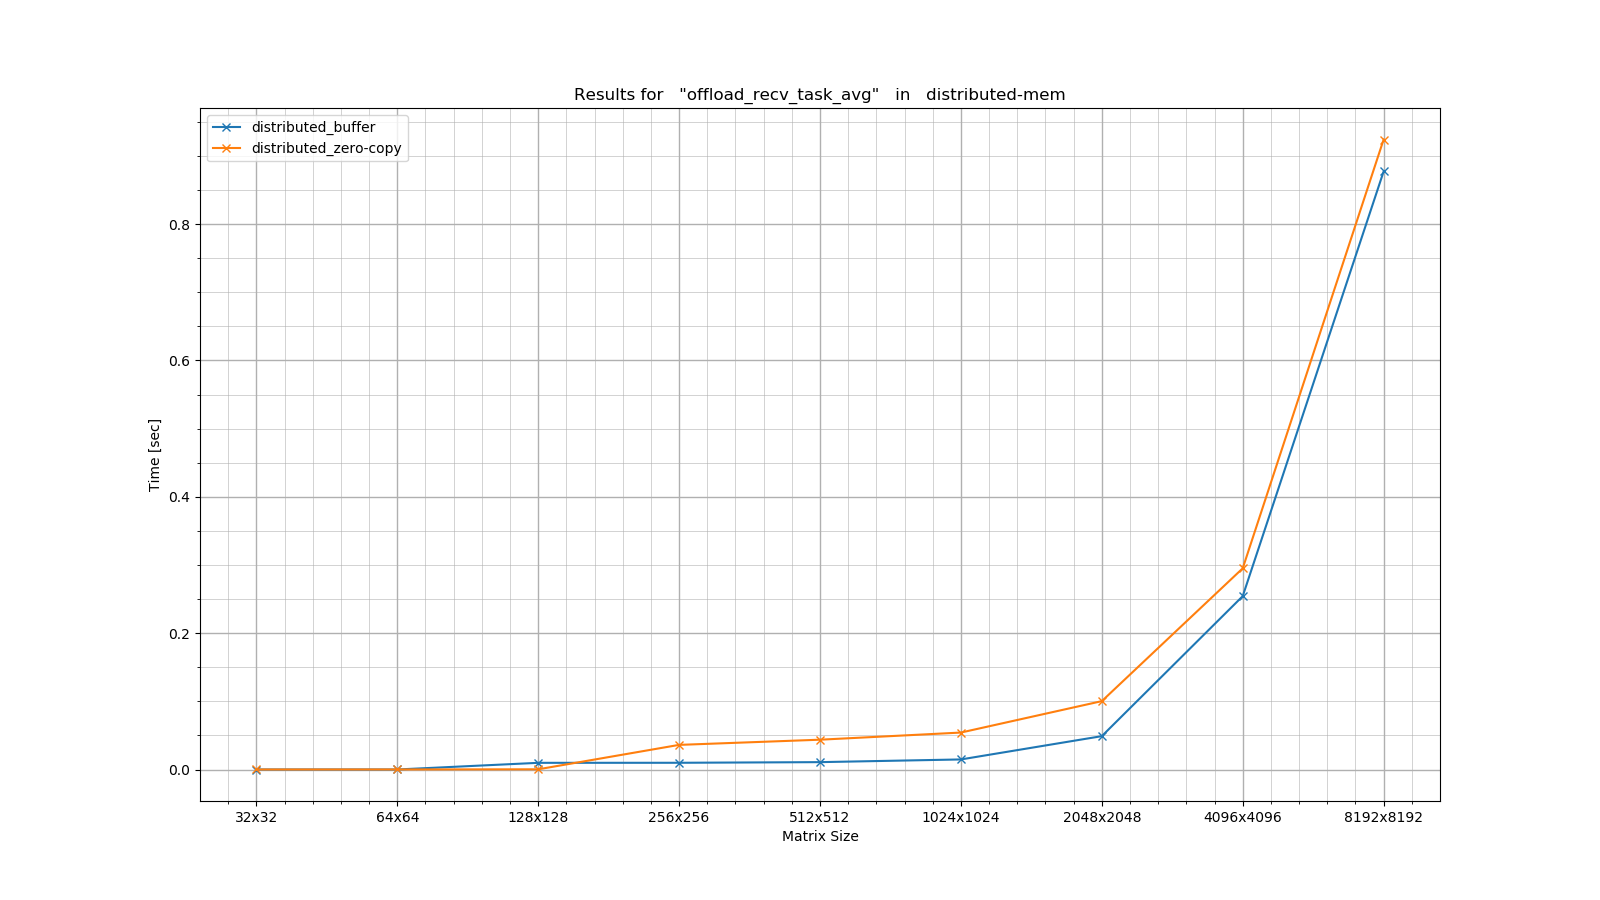 Results for "offload_recv_task_avg" in distributed-mem
distributed_buffer
distributed_zero-copy
0.8
0.6
0.4
0.2
0.0
Time [sec]
32x32 64x64 128x128 256x256 512x512 1024x1024 2048x2048 4096x4096 8192x8192
Matrix Size